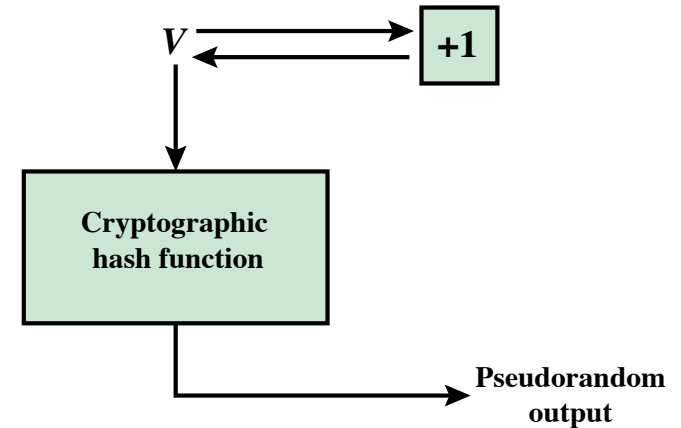 V
+1
Cryptographic
hash function
Pseudorandom
output